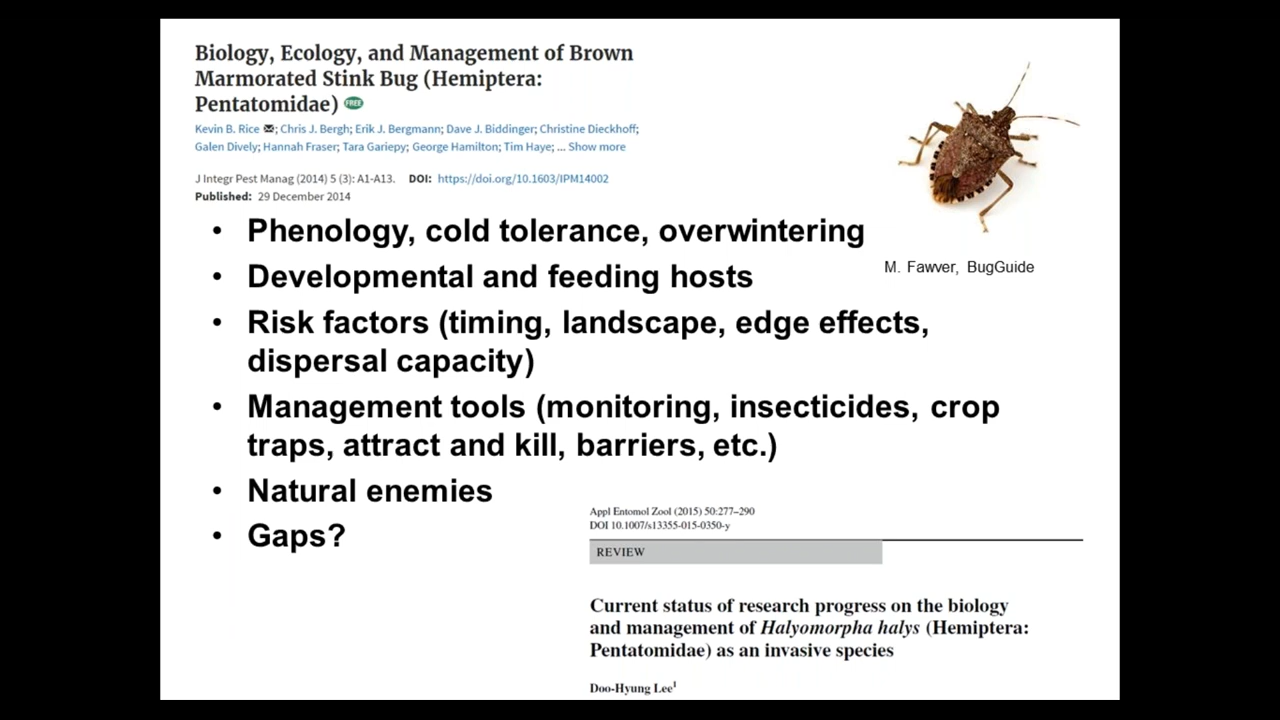 Biology, Ecology, and Management of Brown
Marmorated Stink Bug (Hemiptera:
Pentatomidae) FREE
Kevin B. Rice ; Chris J. Bergh; Erik J. Bergmann; Dave J. Biddinger; Christine Dieckhoff;
Galen Dively; Hannah Fraser; Tara Gariepy; George Hamilton; Tim Haye; ... Show more
J Integr Pest Manag (2014) 5 (3): A1-A13. DOI: https://doi.org/10.1603/IPM14002
Published: 29 December 2014
• Phenology, cold tolerance, overwintering
M. Fawver, BugGuide
• Developmental and feeding hosts
• Risk factors (timing, landscape, edge effects,
dispersal capacity)
• Management tools (monitoring, insecticides, crop
traps, attract and kill, barriers, etc.)
• Natural enemies
• Gaps?
Appl Entomol Zool (2015) 50:277–290
DOI 10.1007/s13355-015-0350-y
REVIEW
Current status of research progress on the biology
and management of Halyomorpha halys (Hemiptera:
Pentatomidae) as an invasive species
Doo-Hyung Lee1